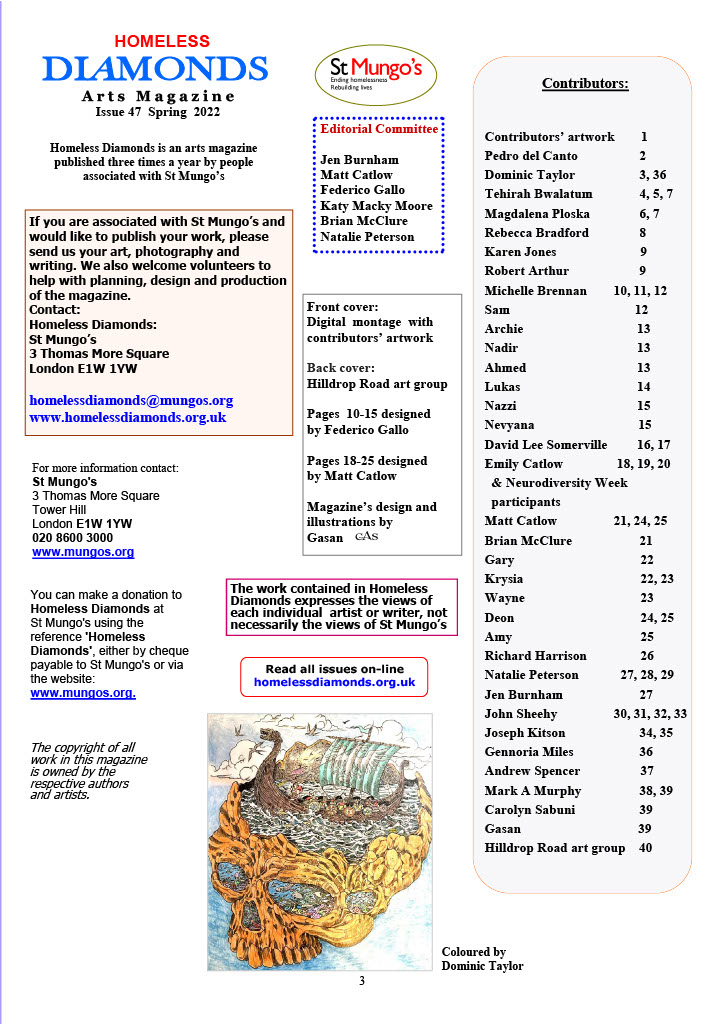 HOMELESS
DIAMONDS
Arts Magazine
Issue 47 Spring 2022
Homeless Diamonds is an arts magazine
published three times a year by people
associated with St Mungo's
If you are associated with St Mungo's and
would like to publish your work, please
send us your art, photography and
writing. We also welcome volunteers to
help with planning, design and production
of the magazine.
Contact:
Homeless Diamonds:
St Mungo's
3 Thomas More Square
London E1W 1YW
homelessdiamonds@mungos.org
www.homelessdiamonds.org.uk
For more information contact:
St Mungo's
3 Thomas More Square
Tower Hill
London E1W 1YW
020 8600 3000
www.mungos.org
You can make a donation to
Homeless Diamonds at
St Mungo's using the
reference 'Homeless
Diamonds', either by cheque
payable to St Mungo's or via
the website:
www.mungos.org.
The copyright of all
work in this magazine
is owned by the
respective authors
and artists.
St Mungo's
Ending homelessness
Rebuilding lives
Editorial Committee
Jen Burnham
Matt Catlow
Federico Gallo
Katy Macky Moore
Brian McClure
Natalie Peterson
Front cover:
Digital montage with
contributors' artwork
Back cover:
Hilldrop Road art group
Pages 10-15 designed
by Federico Gallo
Pages 18-25 designed
by Matt Catlow
Magazine's design and
illustrations by
Gasan GAS
The work contained in Homeless
Diamonds expresses the views of
each individual artist or writer, not
necessarily the views of St Mungo's
Read all issues on-line
homelessdiamonds.org.uk
Contributors:
Contributors' artwork 1
Pedro del Canto 2
Dominic Taylor 3, 36
Tehirah Bwalatum 4, 5, 7
Magdalena Ploska 6, 7
Rebecca Bradford 8
Karen Jones 9
Robert Arthur 9
Michelle Brennan 10, 11, 12
Sam 12
Archie 13
Nadir 13
Ahmed 13
Lukas 14
Nazzi 15
Nevyana 15
David Lee Somerville 16, 17
Emily Catlow 18, 19, 20
& Neurodiversity Week
participants
Matt Catlow 21, 24, 25
Brian McClure 21
Gary 22
Krysia 22, 23
Wayne 23
Deon 24, 25
Amy 25
Richard Harrison 26
Natalie Peterson 27, 28, 29
Jen Burnham 27
John Sheehy 30, 31, 32, 33
Joseph Kitson 34, 35
Gennoria Miles 36
Andrew Spencer 37
Mark A Murphy 38, 39
Carolyn Sabuni 39
Gasan 39
Hilldrop Road art group 40
Coloured by
Dominic Taylor
3